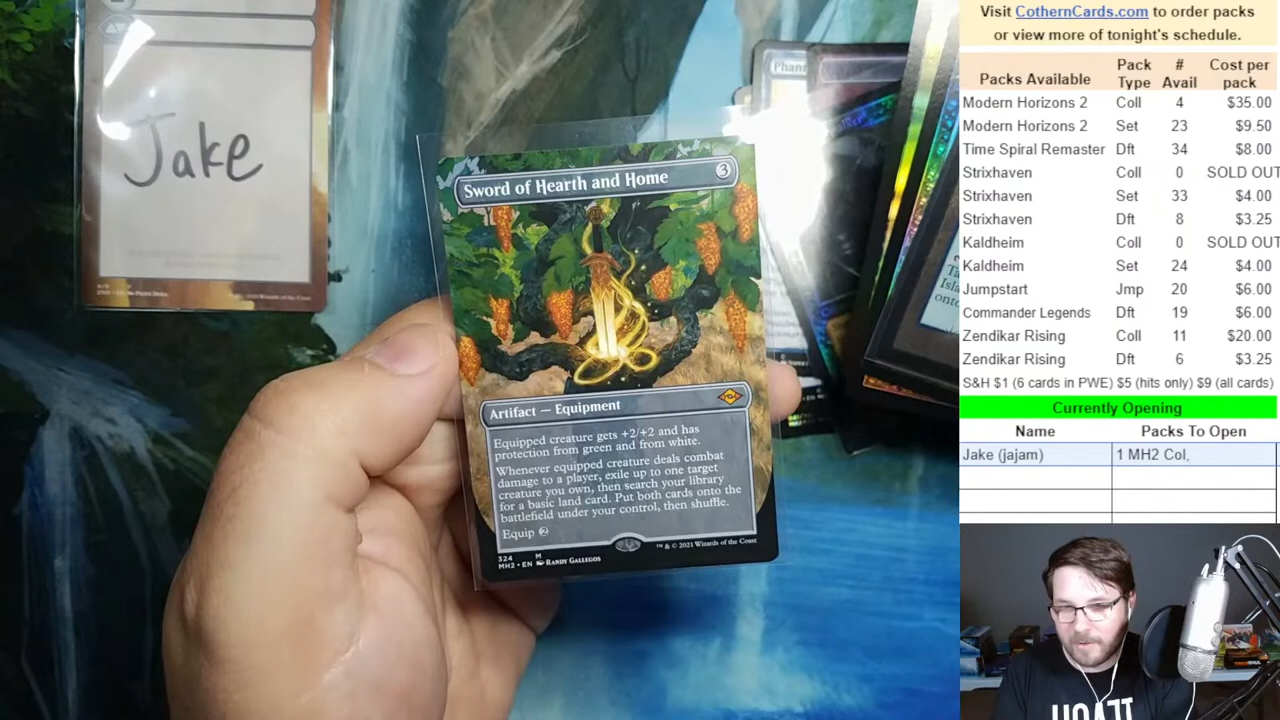 Jake
Phan
Sword of Hearth and Home 3
Artifact — Equipment
Equipped creature gets +2/+2 and has
protection from green and from white.
Whenever equipped creature deals combat
damage to a player, exile up to one target
creature you own, then search your library
for a basic land card. Put both cards onto the
battlefield under your control, then shuffle.
Equip 2
324 M
MH2 • EN RANDY GALLEGOS
™ & © 2021 Wizards of the Coast
Visit CothernCards.com to order packs
or view more of tonight's schedule.
Packs Available Pack Type # Avail Cost per pack
Modern Horizons 2 Coll 4 $35.00
Modern Horizons 2 Set 23 $9.50
Time Spiral Remaster Dft 34 $8.00
Strixhaven Coll 0 SOLD OUT
Strixhaven Set 33 $4.00
Strixhaven Dft 8 $3.25
Kaldheim Coll 0 SOLD OUT
Kaldheim Set 24 $4.00
Jumpstart Jmp 20 $6.00
Commander Legends Dft 19 $6.00
Zendikar Rising Coll 11 $20.00
Zendikar Rising Dft 6 $3.25
S&H $1 (6 cards in PWE) $5 (hits only) $9 (all cards)
Currently Opening
Name Packs To Open
Jake (jajam) 1 MH2 Col,